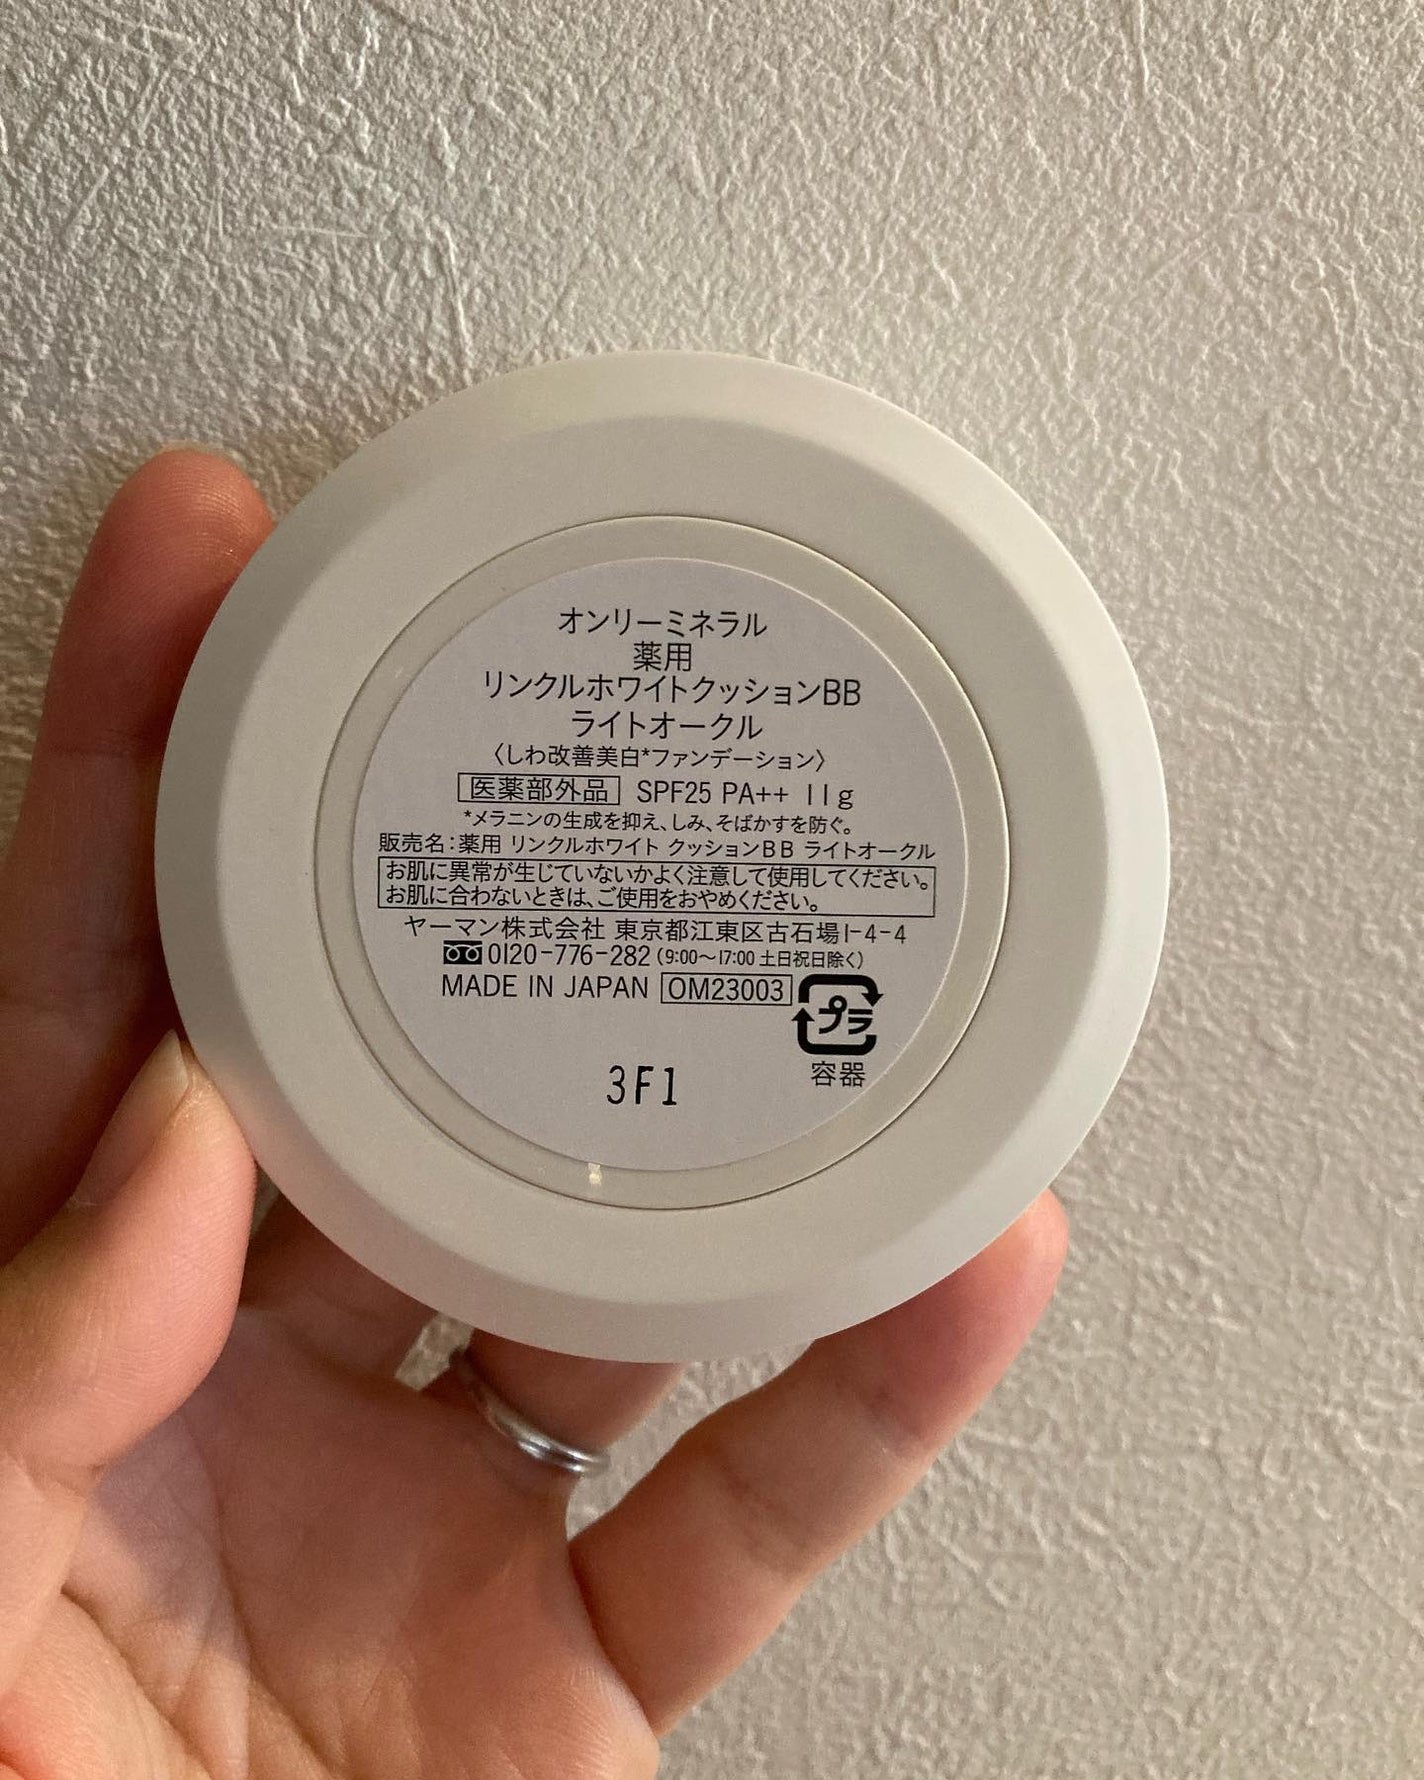 オンリーミネラル
薬用
リンクルホワイトクッションBB
ライトオークル
〈しわ改善美白*ファンデーション〉
医薬部外品 SPF25 PA++ 11g
*メラニンの生成を抑え、しみ、そばかすを防ぐ。
販売名:薬用 リンクルホワイト クッションBB ライトオークル
お肌に異常が生じていないかよく注意して使用してください。
お肌に合わないときは、ご使用をおやめください。
ヤーマン株式会社 東京都江東区古石場1-4-4
0120-776-282(9:00～17:00 土日祝日除く)
MADE IN JAPAN OM23003
プラ
容器
3F1